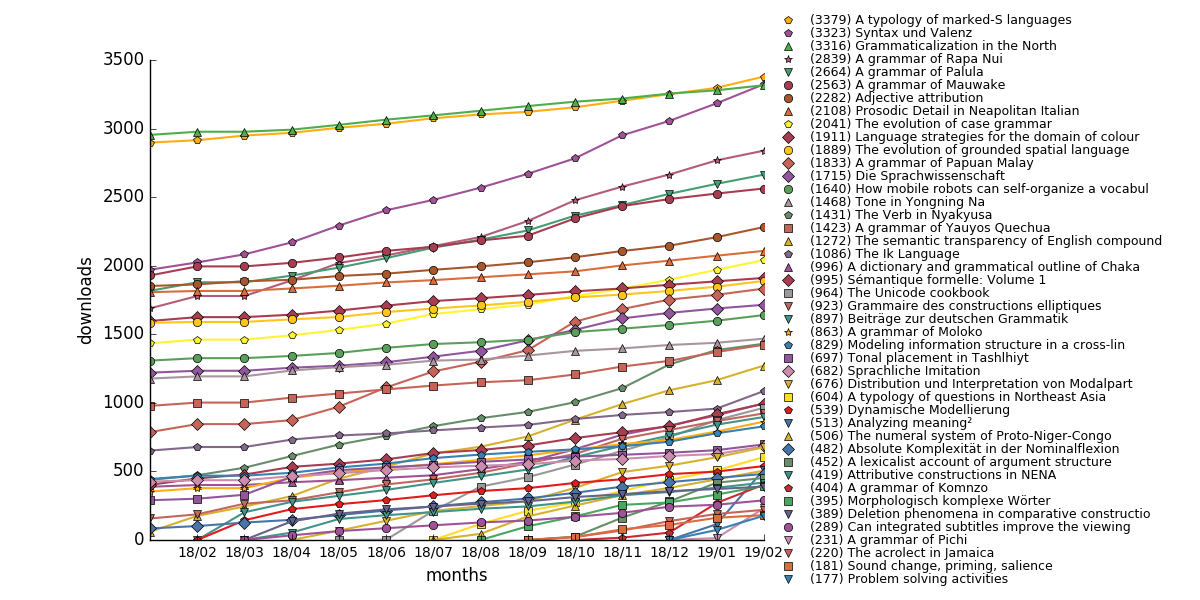 3500
3000
2500
2000
1500
1000
500
0
downloads
18/02 18/03 18/04 18/05 18/06 18/07 18/08 18/09 18/10 18/11 18/12 19/01 19/02
months
(3379) A typology of marked-S languages
(3323) Syntax und Valenz
(3316) Grammaticalization in the North
(2839) A grammar of Rapa Nui
(2664) A grammar of Palula
(2563) A grammar of Mauwake
(2282) Adjective attribution
(2108) Prosodic Detail in Neapolitan Italian
(2041) The evolution of case grammar
(1911) Language strategies for the domain of colour
(1889) The evolution of grounded spatial language
(1833) A grammar of Papuan Malay
(1715) Die Sprachwissenschaft
(1640) How mobile robots can self-organize a vocabul
(1468) Tone in Yongning Na
(1431) The Verb in Nyakyusa
(1423) A grammar of Yauyos Quechua
(1272) The semantic transparency of English compound
(1086) The Ik Language
(996) A dictionary and grammatical outline of Chaka
(995) Sémantique formelle: Volume 1
(964) The Unicode cookbook
(923) Grammaire des constructions elliptiques
(897) Beiträge zur deutschen Grammatik
(863) A grammar of Moloko
(829) Modeling information structure in a cross-lin
(697) Tonal placement in Tashlhiyt
(682) Sprachliche Imitation
(676) Distribution und Interpretation von Modalpart
(604) A typology of questions in Northeast Asia
(539) Dynamische Modellierung
(513) Analyzing meaning²
(506) The numeral system of Proto-Niger-Congo
(482) Absolute Komplexität in der Nominalflexion
(452) A lexicalist account of argument structure
(419) Attributive constructions in NENA
(404) A grammar of Komnzo
(395) Morphologisch komplexe Wörter
(389) Deletion phenomena in comparative constructio
(289) Can integrated subtitles improve the viewing
(231) A grammar of Pichi
(220) The acrolect in Jamaica
(181) Sound change, priming, salience
(177) Problem solving activities